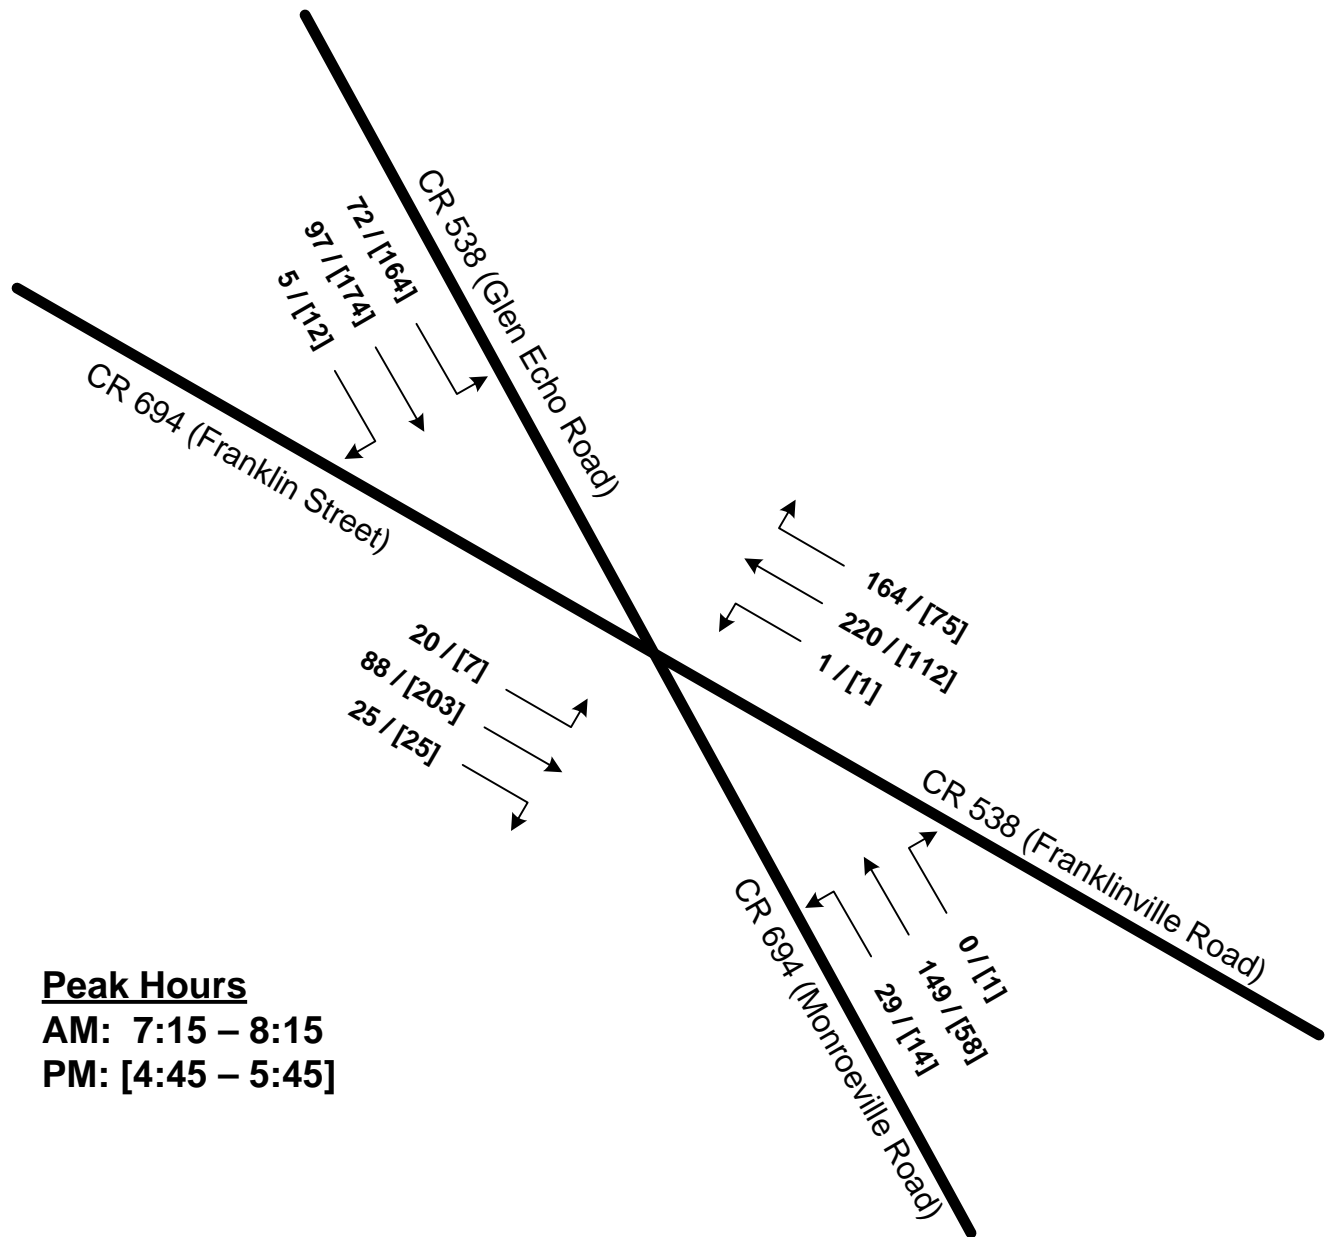 CR 538 (Glen Echo Road)
72 / [164]
97 / [174]
5 / [12]
CR 694 (Franklin Street)
164 / [75]
220 / [112]
1 / [1]
20 / [7]
88 / [203]
25 / [25]
CR 538 (Franklinville Road)
0 / [1]
149 / [58]
29 / [14]
CR 694 (Monroeville Road)
Peak Hours
AM: 7:15 – 8:15
PM: [4:45 – 5:45]